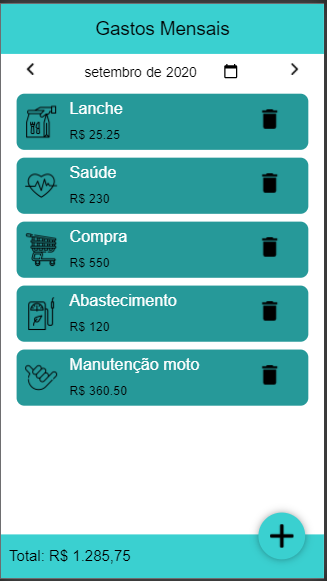 Gastos Mensais
setembro de 2020
Lanche
R$ 25.25
Saúde
R$ 230
Compra
R$ 550
Abastecimento
R$ 120
Manutenção moto
R$ 360.50
Total: R$ 1.285,75